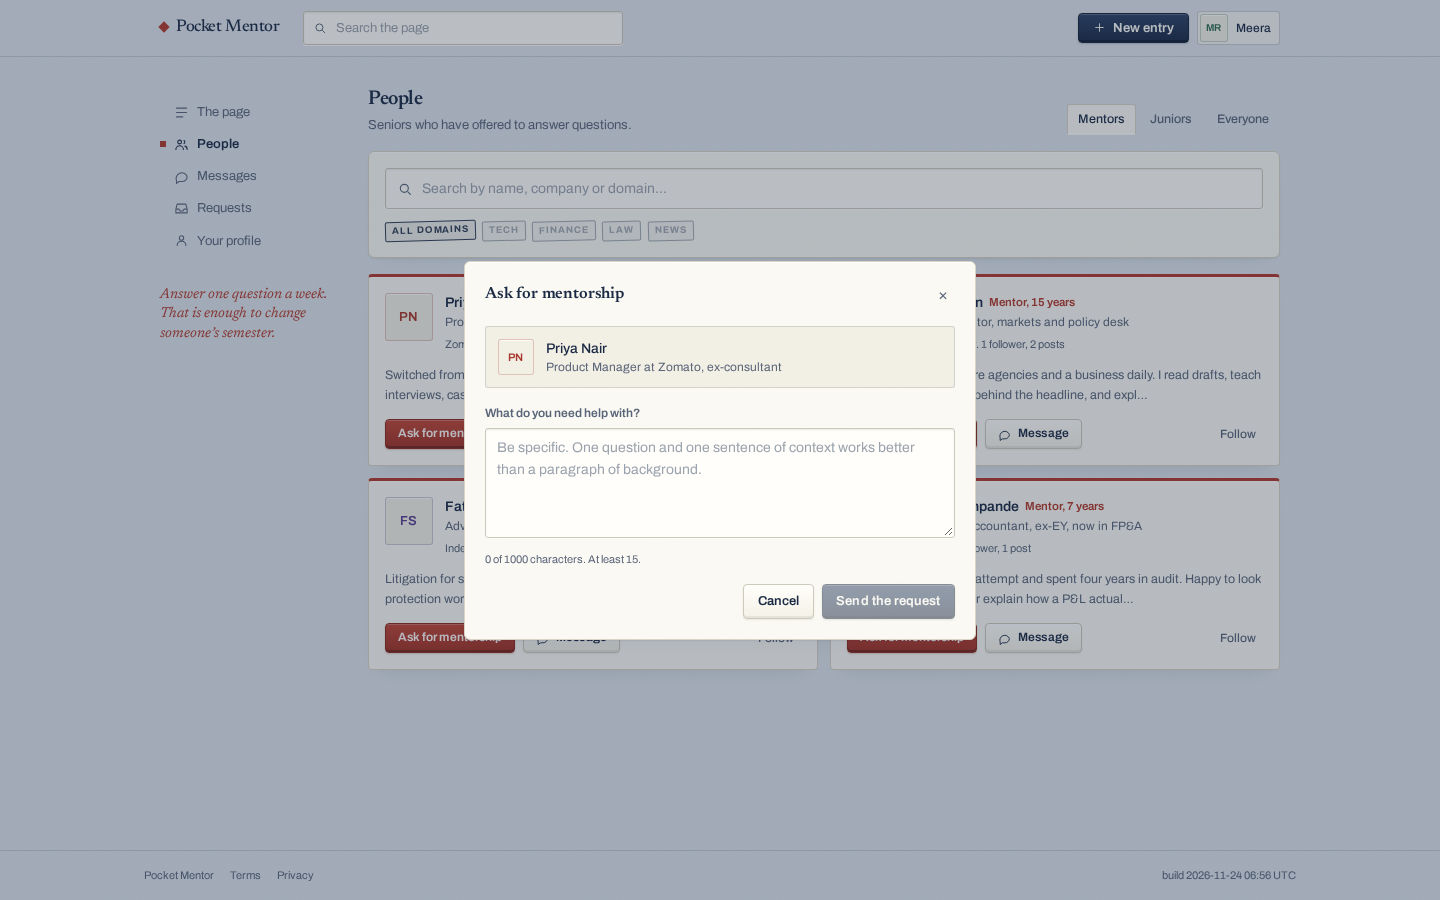 Pocket Mentor
Search the page
New entry
MR
Meera
The page
People
Messages
Requests
Your profile
Answer one question a week.
That is enough to change
someone's semester.
People
Seniors who have offered to answer questions.
Mentors
Juniors
Everyone
Search by name, company or domain...
ALL DOMAINS
TECH
FINANCE
LAW
NEWS
PN
Mentor, 15 years
markets and policy desk
1 follower, 2 posts
Switched from
agencies and a business daily. I read drafts, teach
interviews,
behind the headline, and expl...
Ask for
Message
Follow
Ask for mentorship
×
PN
Priya Nair
Product Manager at Zomato, ex-consultant
What do you need help with?
Be specific. One question and one sentence of context works better
than a paragraph of background.
0 of 1000 characters. At least 15.
Cancel
Send the request
FS
Mentor, 7 years
ex-EY, now in FP&A
1 post
Litigation for
attempt and spent four years in audit. Happy to look
protection
explain how a P&L actual...
Ask for
Message
Follow
Pocket Mentor
Terms
Privacy
build 2026-11-24 06:56 UTC